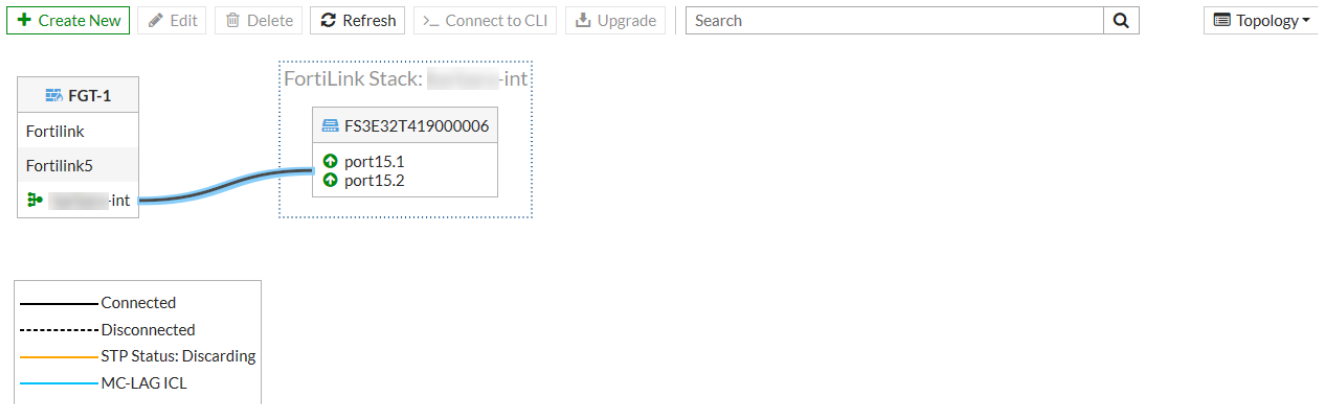 Create New Edit Delete Refresh >_ Connect to CLI Upgrade Search Topology
FortiLink Stack: -int
FGT-1
Fortilink
Fortilink5
-int
FS3E32T419000006
port15.1
port15.2
Connected
Disconnected
STP Status: Discarding
MC-LAG ICL